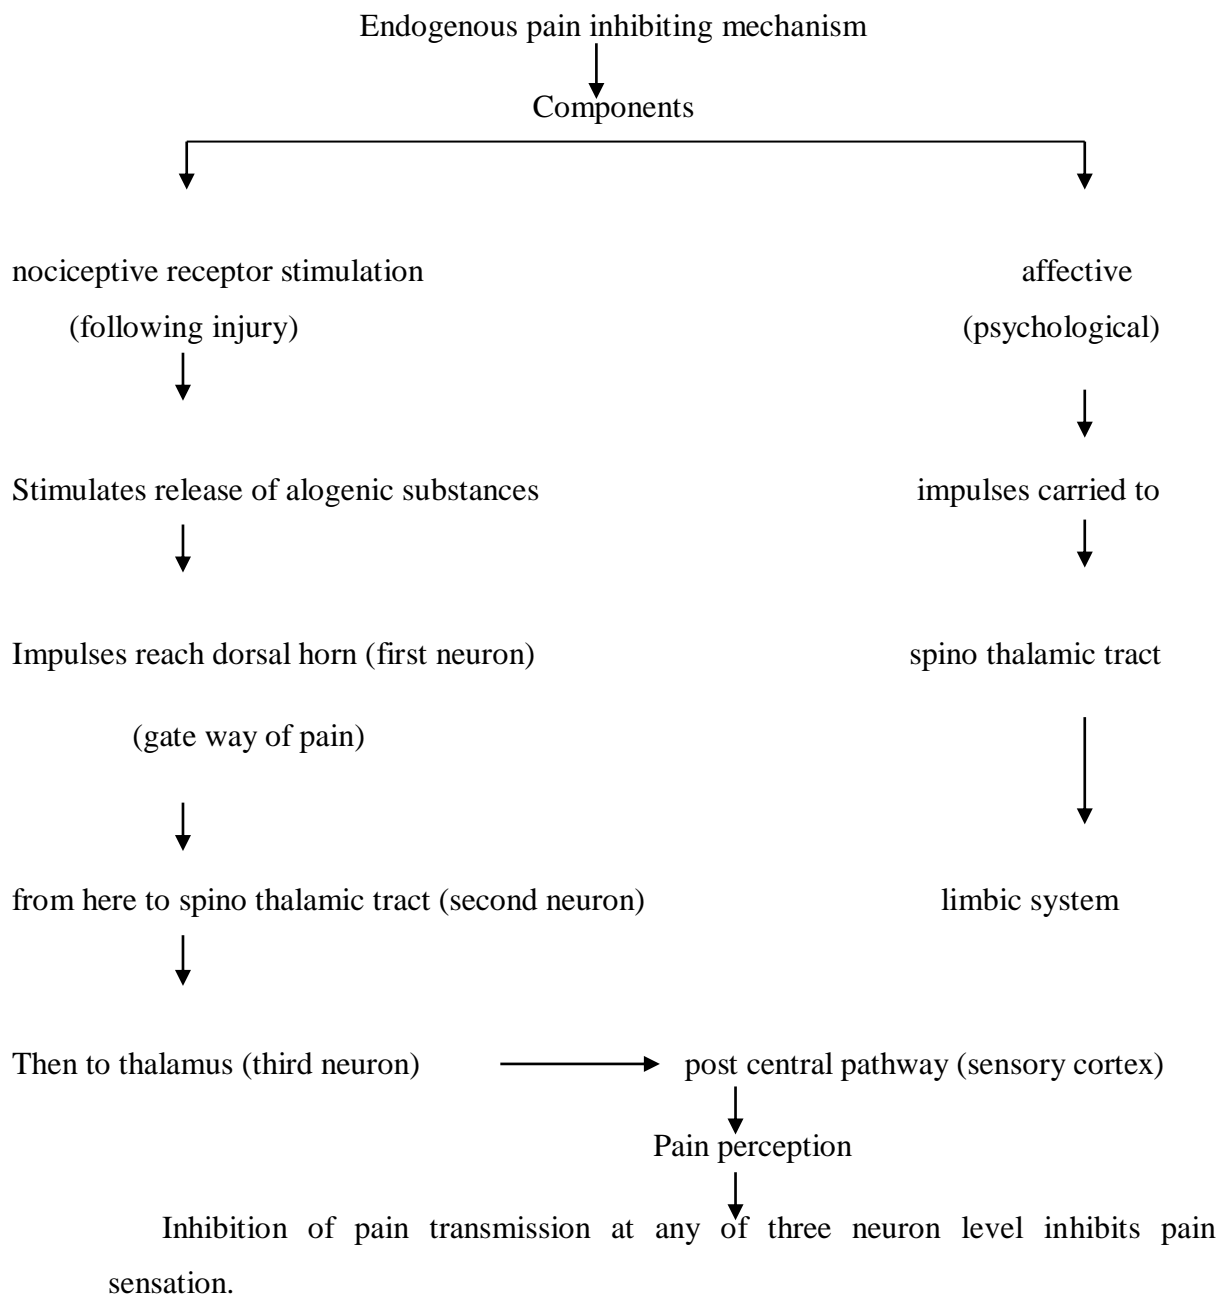 Endogenous pain inhibiting mechanism
Components
nociceptive receptor stimulation
affective
(following injury)
(psychological)
Stimulates release of alogenic substances
impulses carried to
Impulses reach dorsal horn (first neuron)
spino thalamic tract
(gate way of pain)
from here to spino thalamic tract (second neuron)
limbic system
Then to thalamus (third neuron)
post central pathway (sensory cortex)
Pain perception
Inhibition of pain transmission at any of three neuron level inhibits pain
sensation.